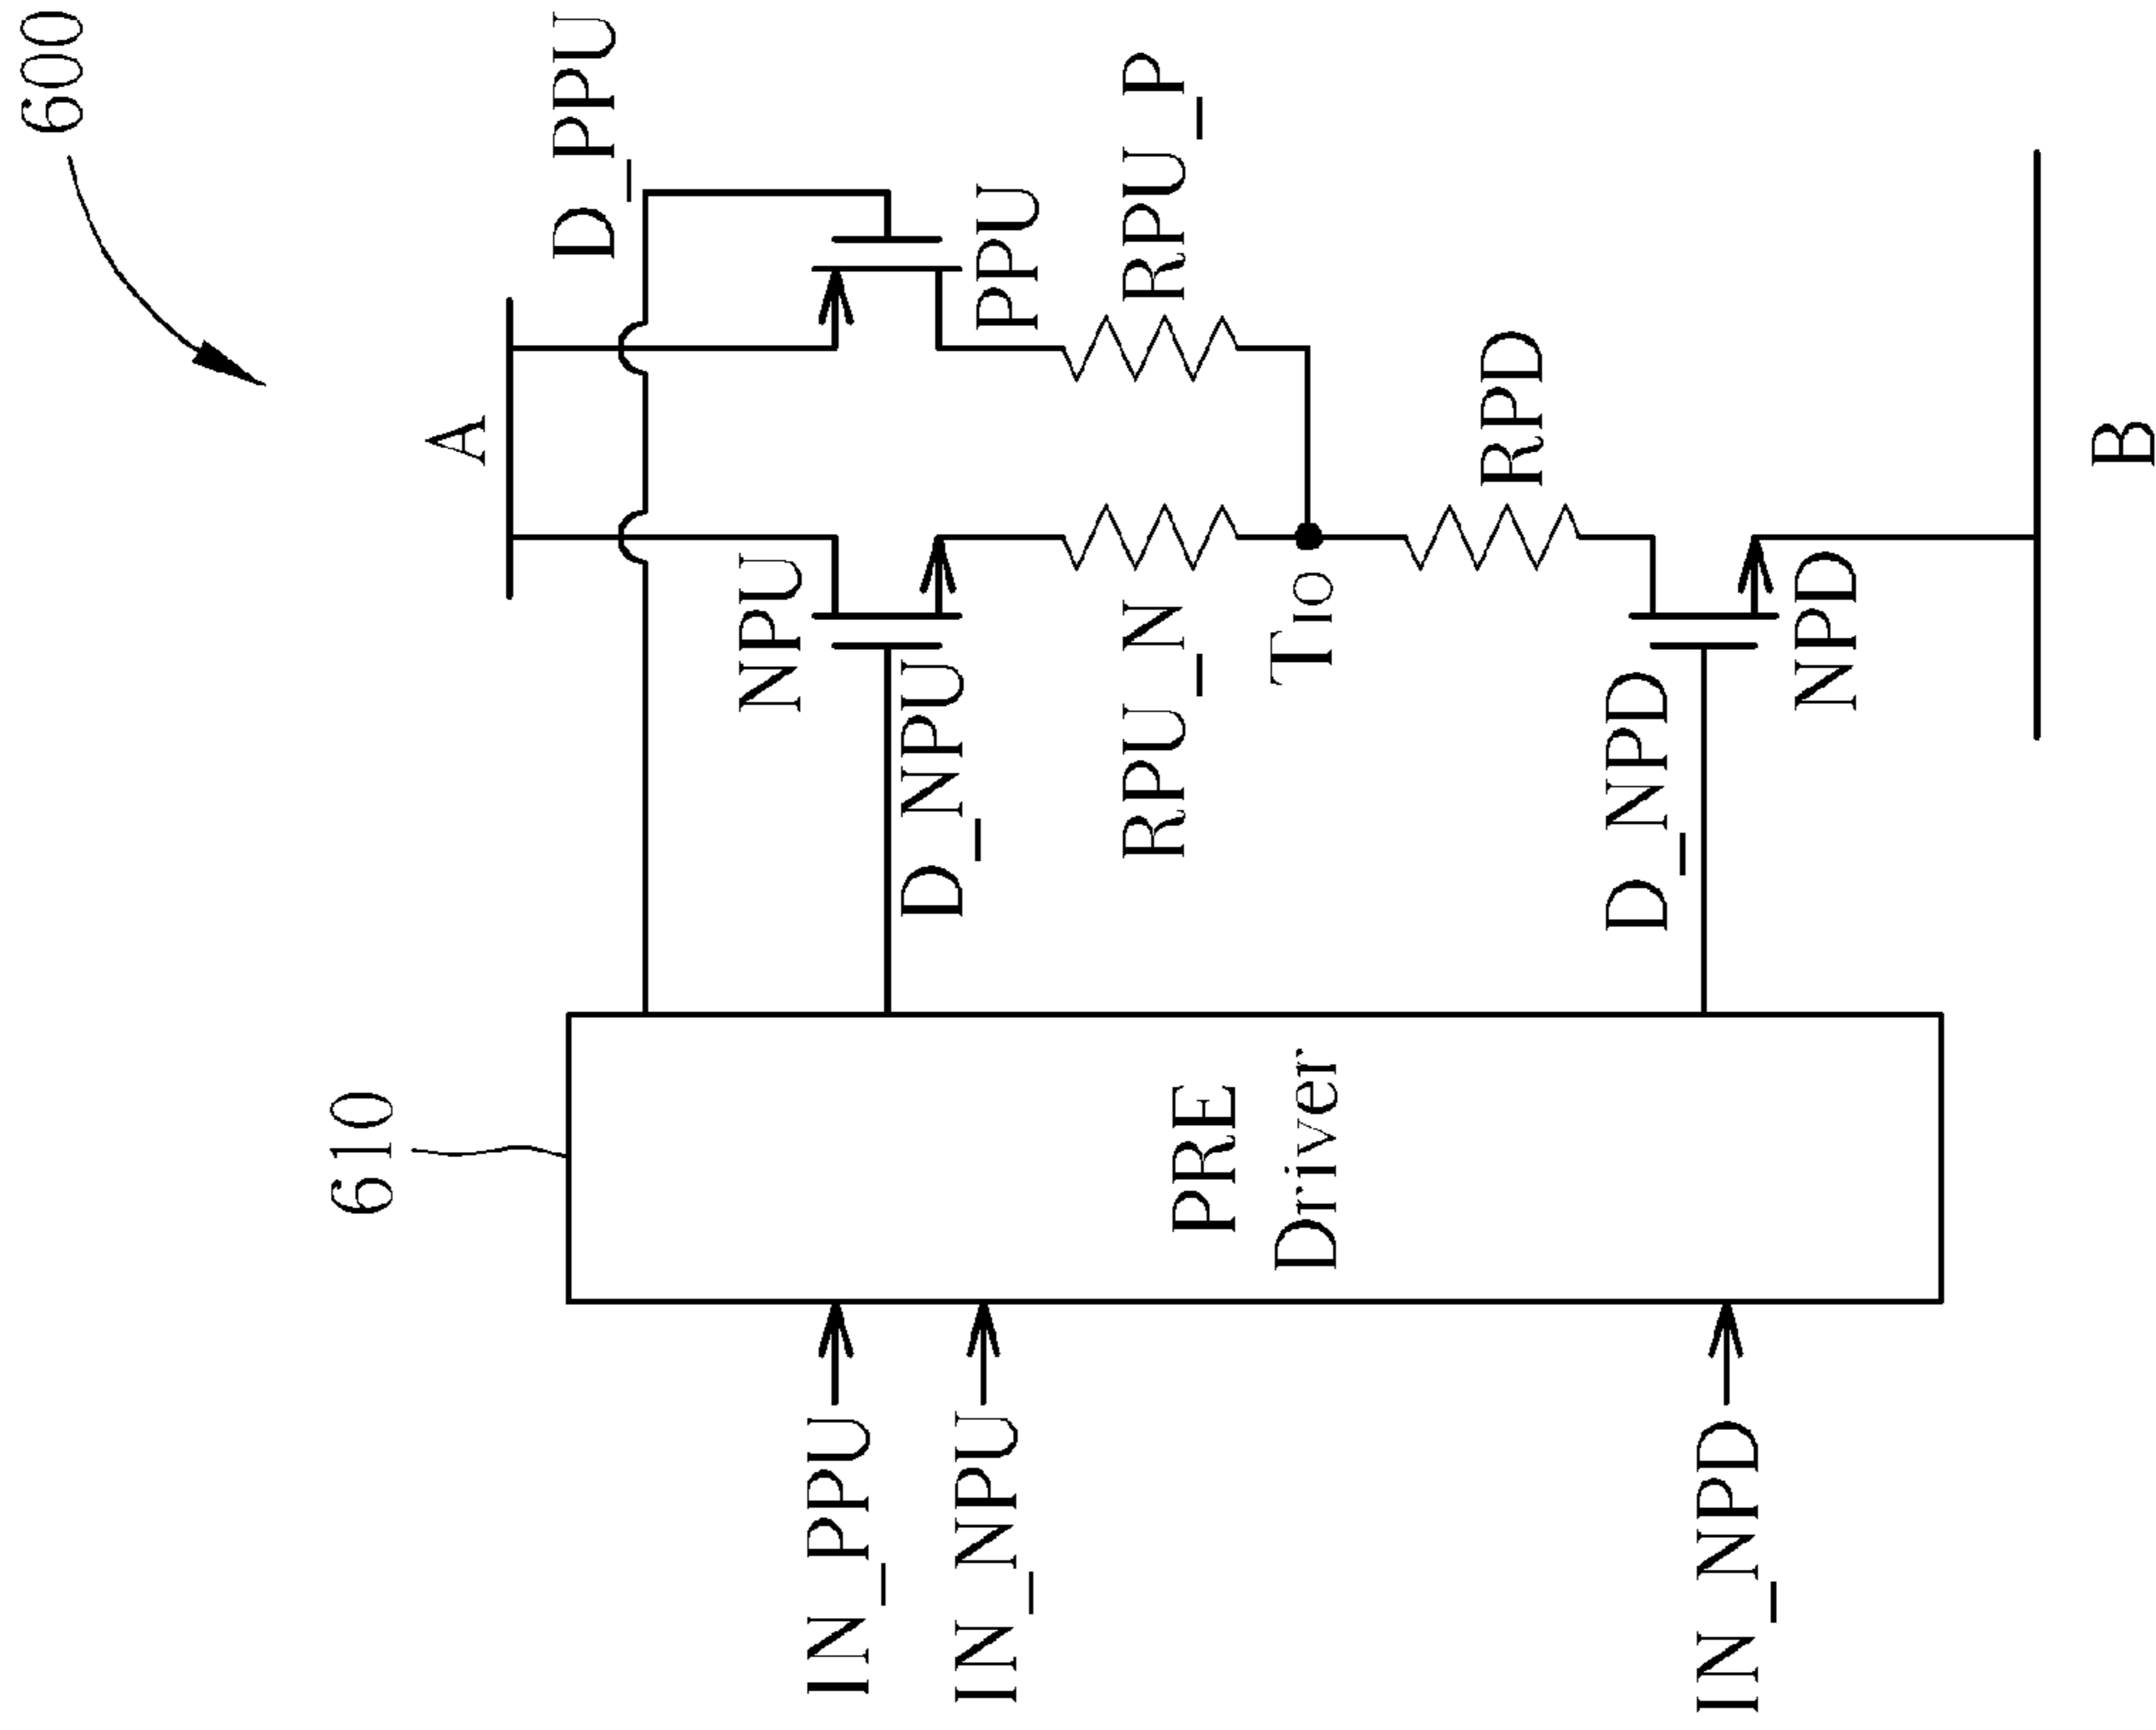 600
610
A
D_PPU
IN_PPU
IN_NPU
PRE
Driver
NPU
D_NPU
PPU
RPU_N
RPU_P
TIO
RPD
IN_NPD
D_NPD
NPD
B